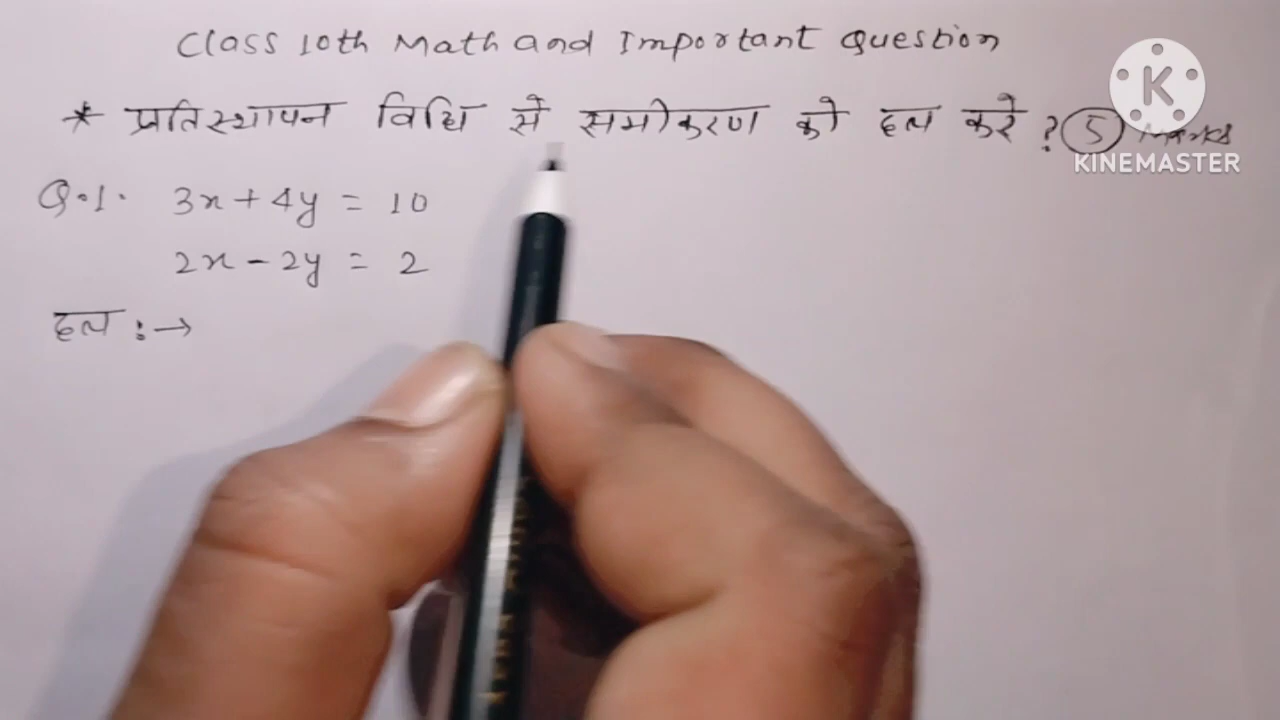 Class 10th Math and Important Question
* प्रतिस्थापन विधि से समीकरण को हल करे ? 5 Marks
K
KINEMASTER
Q.1. 3x + 4y = 10
2x - 2y = 2
हल :→